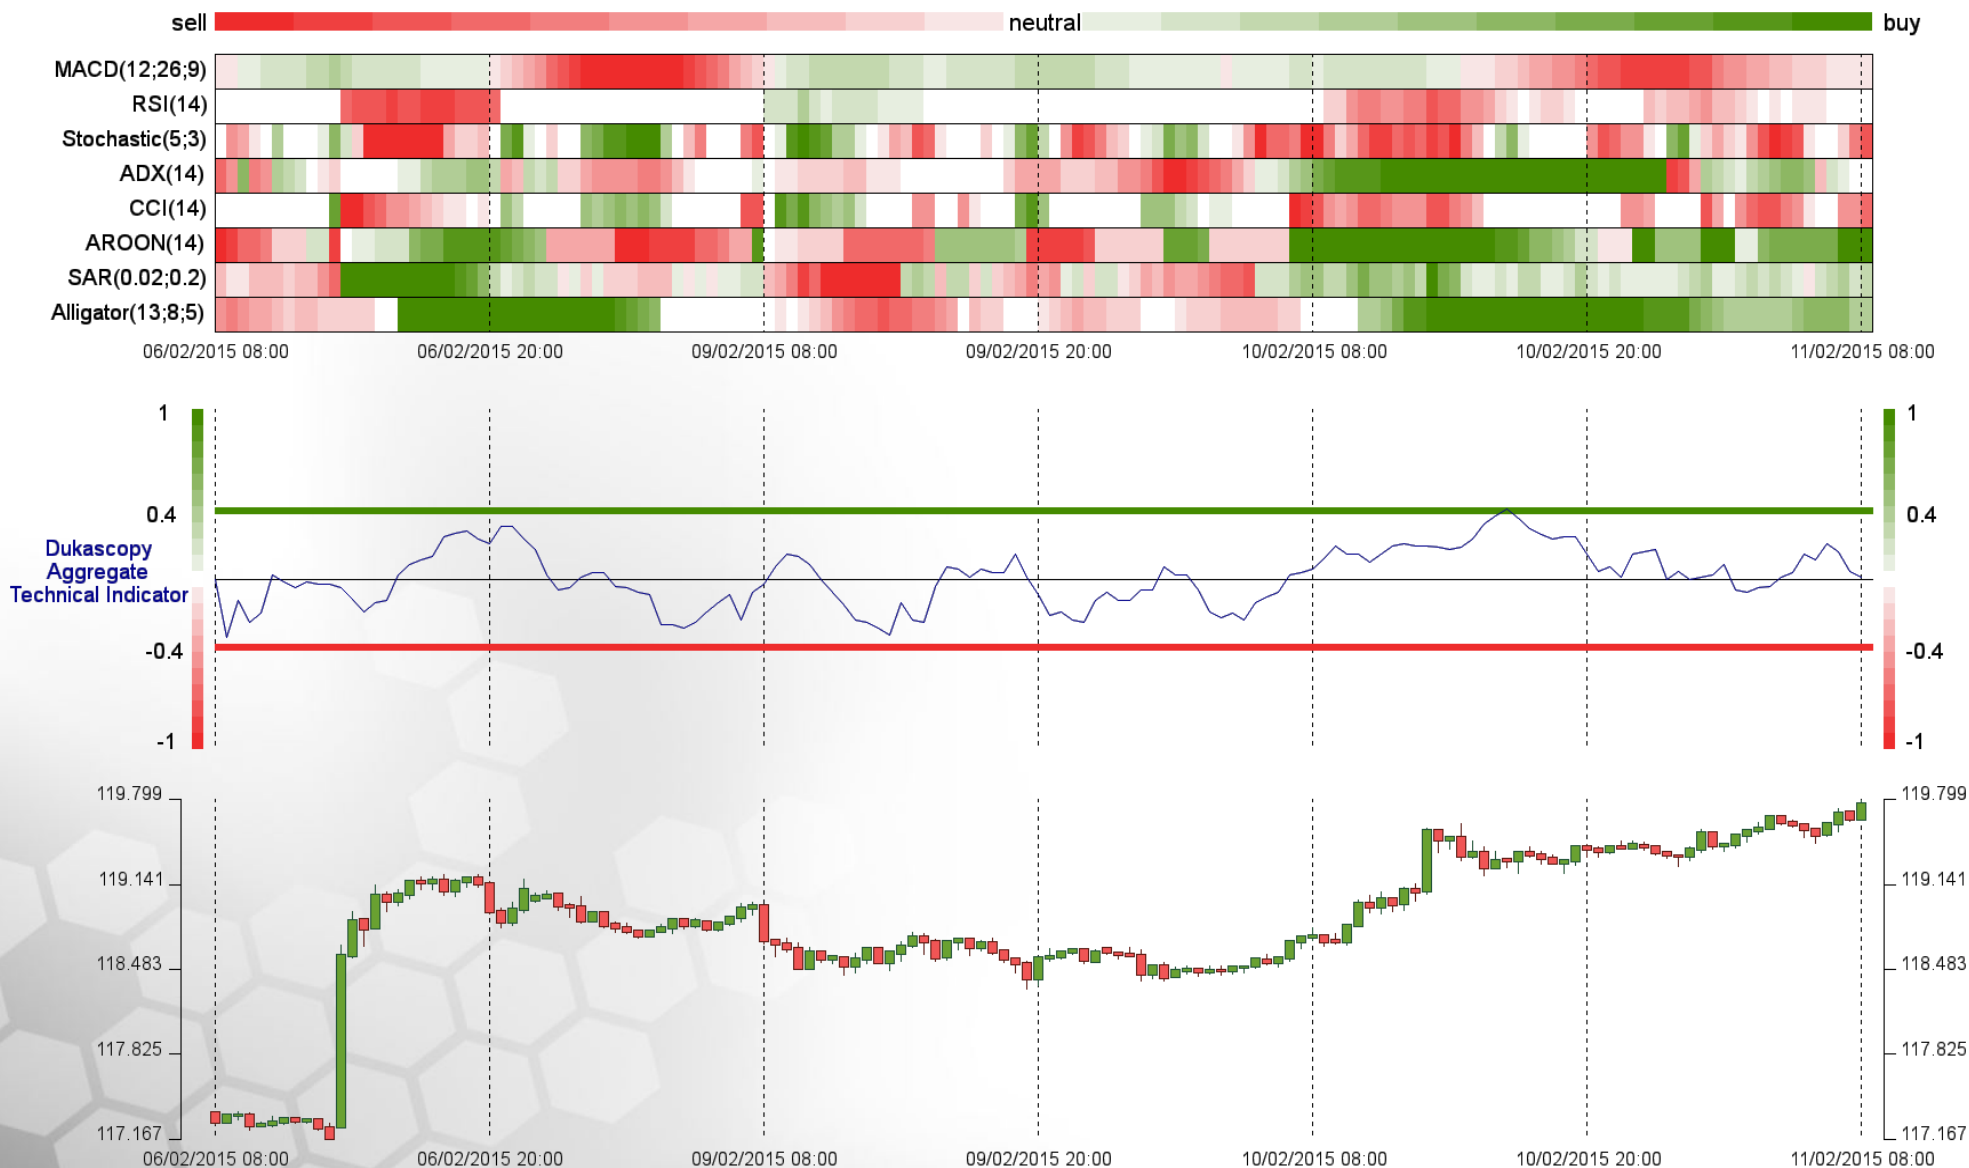 sell neutral buy
MACD(12;26;9)
RSI(14)
Stochastic(5;3)
ADX(14)
CCI(14)
AROON(14)
SAR(0.02;0.2)
Alligator(13;8;5)
06/02/2015 08:00 06/02/2015 20:00 09/02/2015 08:00 09/02/2015 20:00 10/02/2015 08:00 10/02/2015 20:00 11/02/2015 08:00
1 1
0.4 0.4
Dukascopy
Aggregate
Technical Indicator
-0.4 -0.4
-1 -1
119.799 119.799
119.141 119.141
118.483 118.483
117.825 117.825
117.167 117.167
06/02/2015 08:00 06/02/2015 20:00 09/02/2015 08:00 09/02/2015 20:00 10/02/2015 08:00 10/02/2015 20:00 11/02/2015 08:00